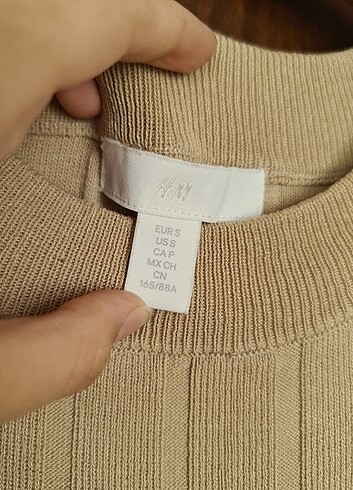 H&M
EUR S
US S
CA P
MX CH
CN
165/88A